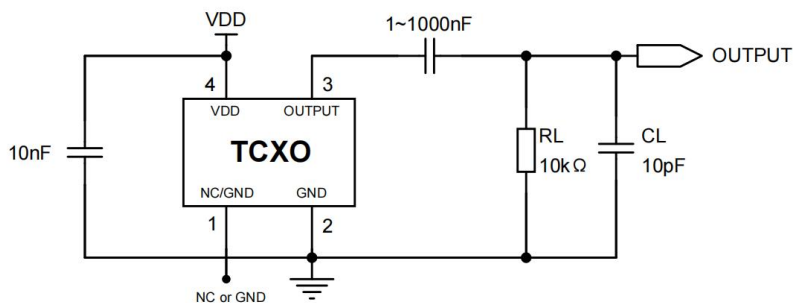 VDD
1~1000nF
4
3
OUTPUT
VDD
OUTPUT
10nF
TCXO
RL
10kΩ
CL
10pF
NC/GND
GND
1
2
NC or GND